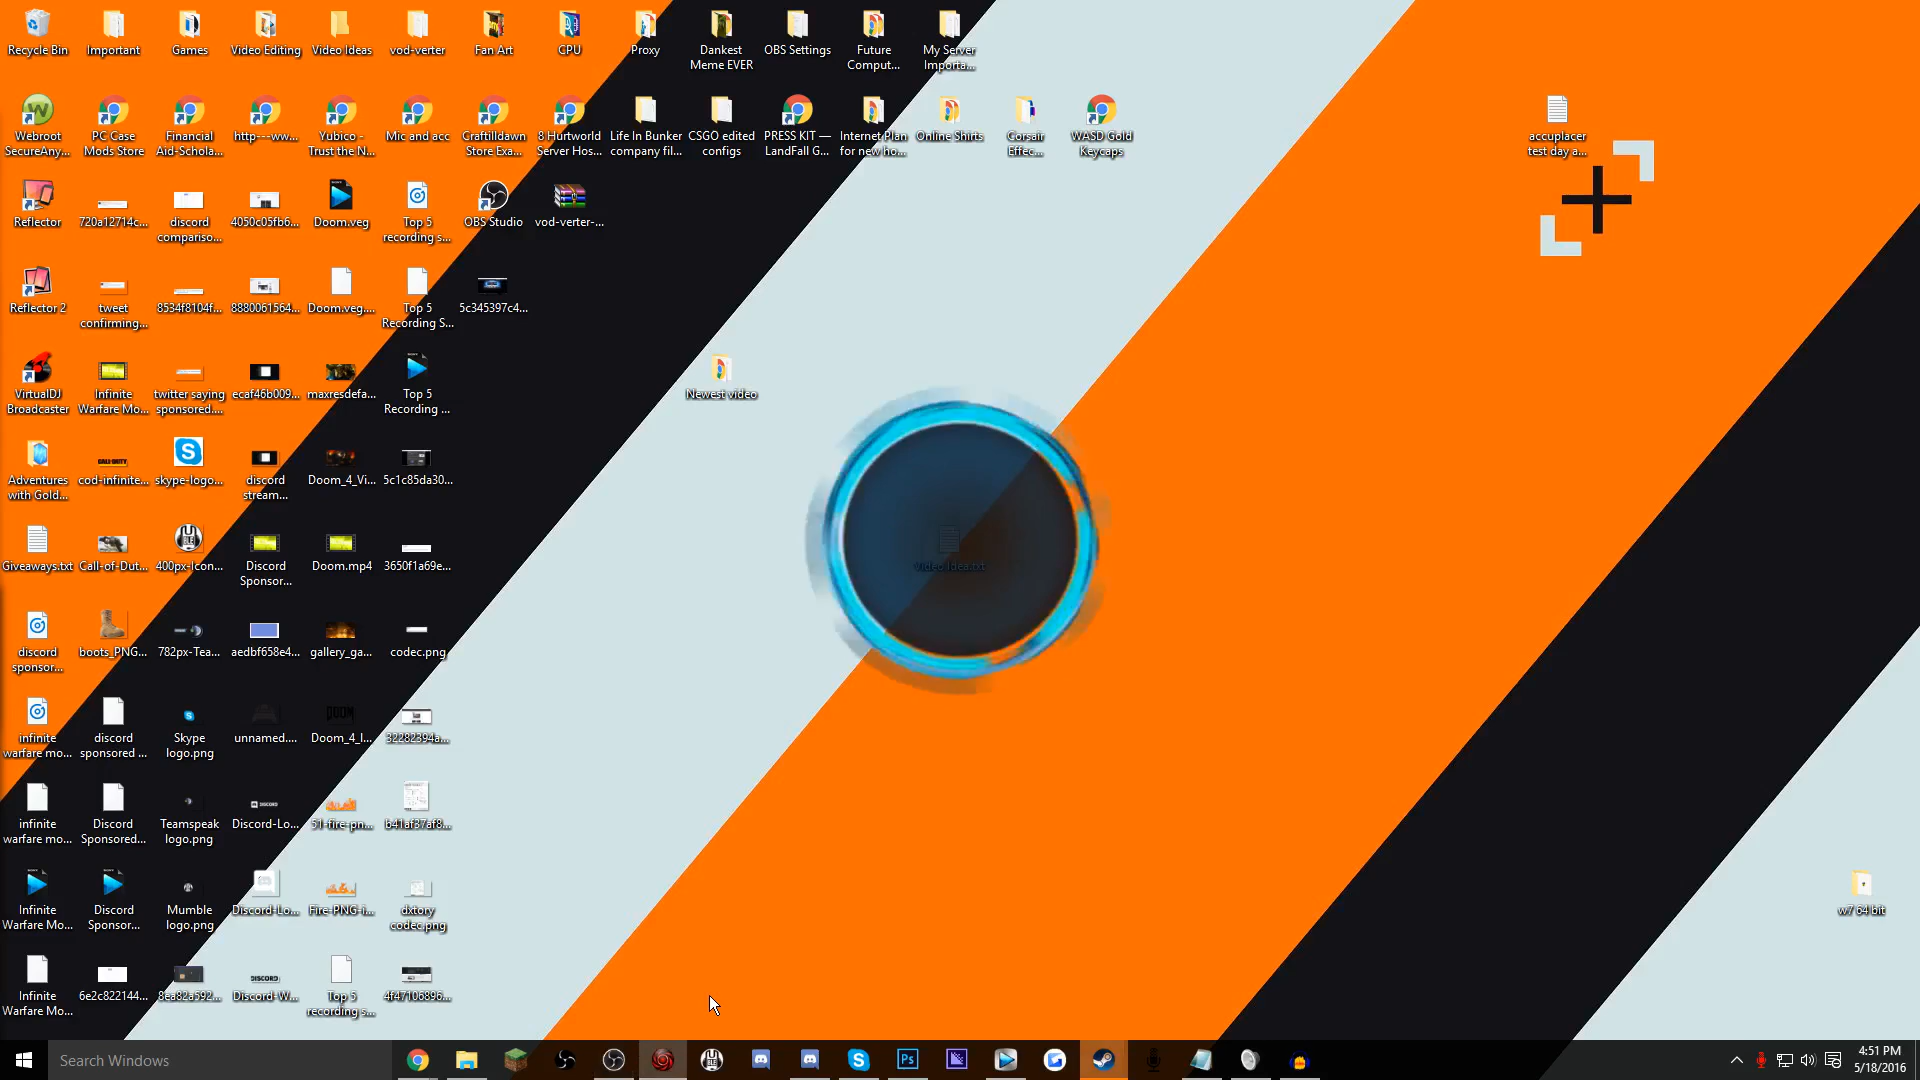 Recycle Bin
Important
Games
Video Editing
Video Ideas
vod-verter
Fan Art
CPU
Proxy
Dankest
Meme EVER
OBS Settings
Future
Comput...
My Server
Importa...
Webroot
SecureAny...
PC Case
Mods Store
Financial
Aid-Schola...
http---ww...
Yubico -
Trust the N...
Mic and acc
Craftilldawn
Store Exa...
8 Hurtworld
Server Hos...
Life In Bunker
company fil...
CSGO edited
configs
PRESS KIT —
LandFall G...
Internet Plan
for new ho...
Online Shirts
Corsair
Effec...
WASD Gold
Keycaps
accuplacer
test day a...
Reflector
720a12714c...
discord
compariso...
4050c05fb6...
Doom.veg
Top 5
recording s...
OBS Studio
vod-verter-...
Reflector 2
tweet
confirming...
8534f8104f...
8880061564...
Doom.veg....
Top 5
Recording S...
5c345397c4...
VirtualDJ
Broadcaster
Infinite
Warfare Mo...
twitter saying
sponsored....
ecaf46b009...
maxresdefa...
Top 5
Recording ...
Newest video
Adventures
with Gold...
cod-infinite...
skype-logo...
discord
stream...
Doom_4_Vi...
5c1c85da30...
Giveaways.txt
Call-of-Dut...
400px-Icon...
Discord
Sponsor...
Doom.mp4
3650f1a69e...
Video Idea.txt
discord
sponsor...
boots_PNG...
782px-Tea...
aedbf658e4...
gallery_ga...
codec.png
infinite
warfare mo...
discord
sponsored ...
Skype
logo.png
unnamed....
Doom_4_l...
32282394a...
infinite
warfare mo...
Discord
Sponsored...
Teamspeak
logo.png
Discord-Lo...
51-fire-pn...
b41af37af8...
Infinite
Warfare Mo...
Discord
Sponsor...
Mumble
logo.png
Discord-Lo...
Fire-PNG-i...
dxtory
codec.png
w7 64 bit
Infinite
Warfare Mo...
6e2c822144...
8ea82a592...
Discord-W...
Top 5
recording s...
4f47106896...
Search Windows
4:51 PM
5/18/2016